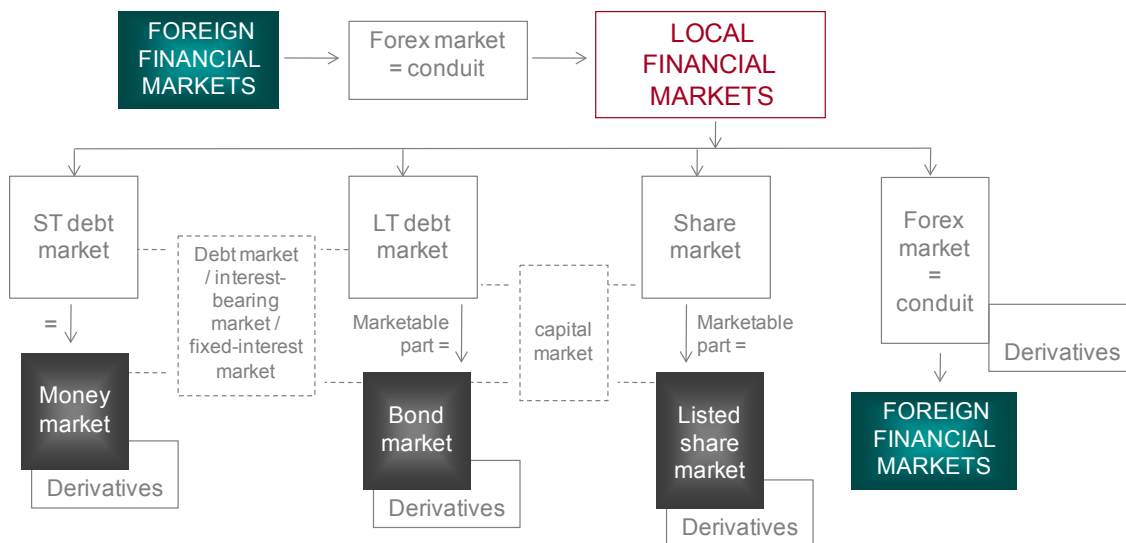 FOREIGN
FINANCIAL
MARKETS
Forex market
= conduit
LOCAL
FINANCIAL
MARKETS
ST debt
market
Debt market
/ interest-
bearing
market /
fixed-interest
market
LT debt
market
capital
market
Share
market
Forex
market
=
conduit
Derivatives
=
Marketable
part =
Marketable
part =
Money
market
Derivatives
Bond
market
Derivatives
Listed
share
market
Derivatives
FOREIGN
FINANCIAL
MARKETS